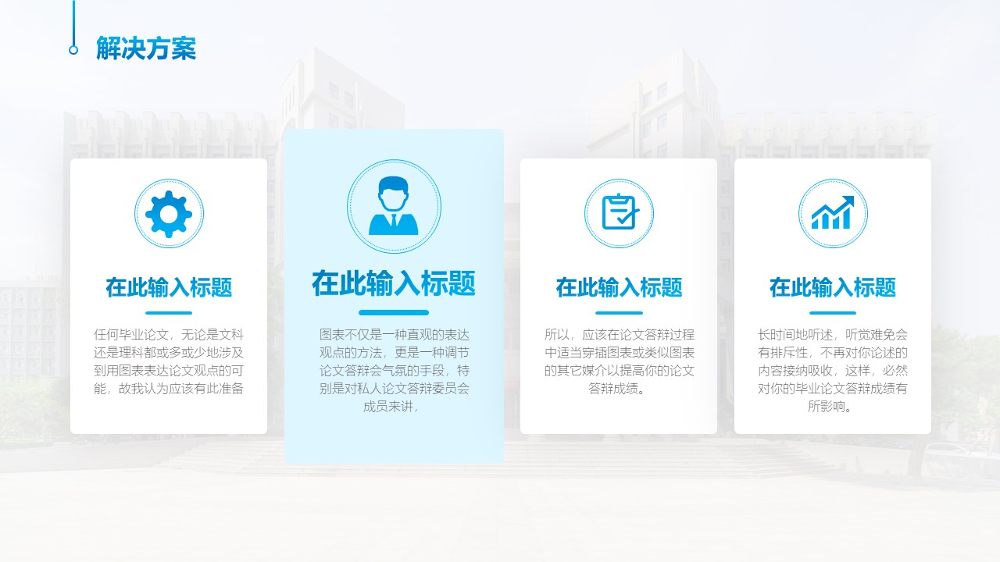 解决方案
在此输入标题
任何毕业论文，无论是文科
还是理科都或多或少地涉及
到用图表表达论文观点的可
能，故我认为应该有此准备
在此输入标题
图表不仅是一种直观的表达
观点的方法，更是一种调节
论文答辩会气氛的手段，特
别是对私人论文答辩委员会
成员来讲，
在此输入标题
所以，应该在论文答辩过程
中适当穿插图表或类似图表
的其它媒介以提高你的论文
答辩成绩。
在此输入标题
长时间地听述，听觉难免会
有排斥性，不再对你论述的
内容接纳吸收，这样，必然
对你的毕业论文答辩成绩有
所影响。